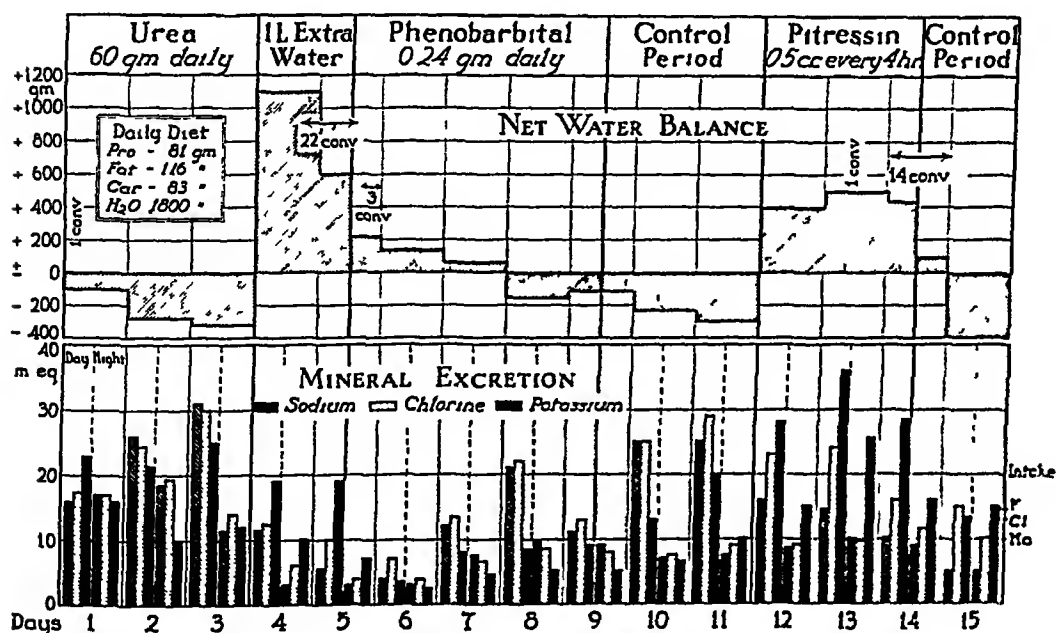 Urea
60 gm daily
1L Extra
Water
Phenobarbital
0.24 gm daily
Control
Period
Pitressin
0.5 cc every 4 hr
Control
Period
+1200
gm
+1000
+ 800
+ 600
+ 400
+ 200
± 0
- 200
- 400
NET WATER BALANCE
Daily Diet
Pro - 81 gm
Fat - 116 "
Car - 83 "
H2O 1800 "
1 conv
22 conv
3
conv
1 conv
14 conv
40
m eq
30
20
10
0
Day Night
MINERAL EXCRETION
Sodium Chlorine Potassium
Intake
Cl
Na
Days 1 2 3 4 5 6 7 8 9 10 11 12 13 14 15